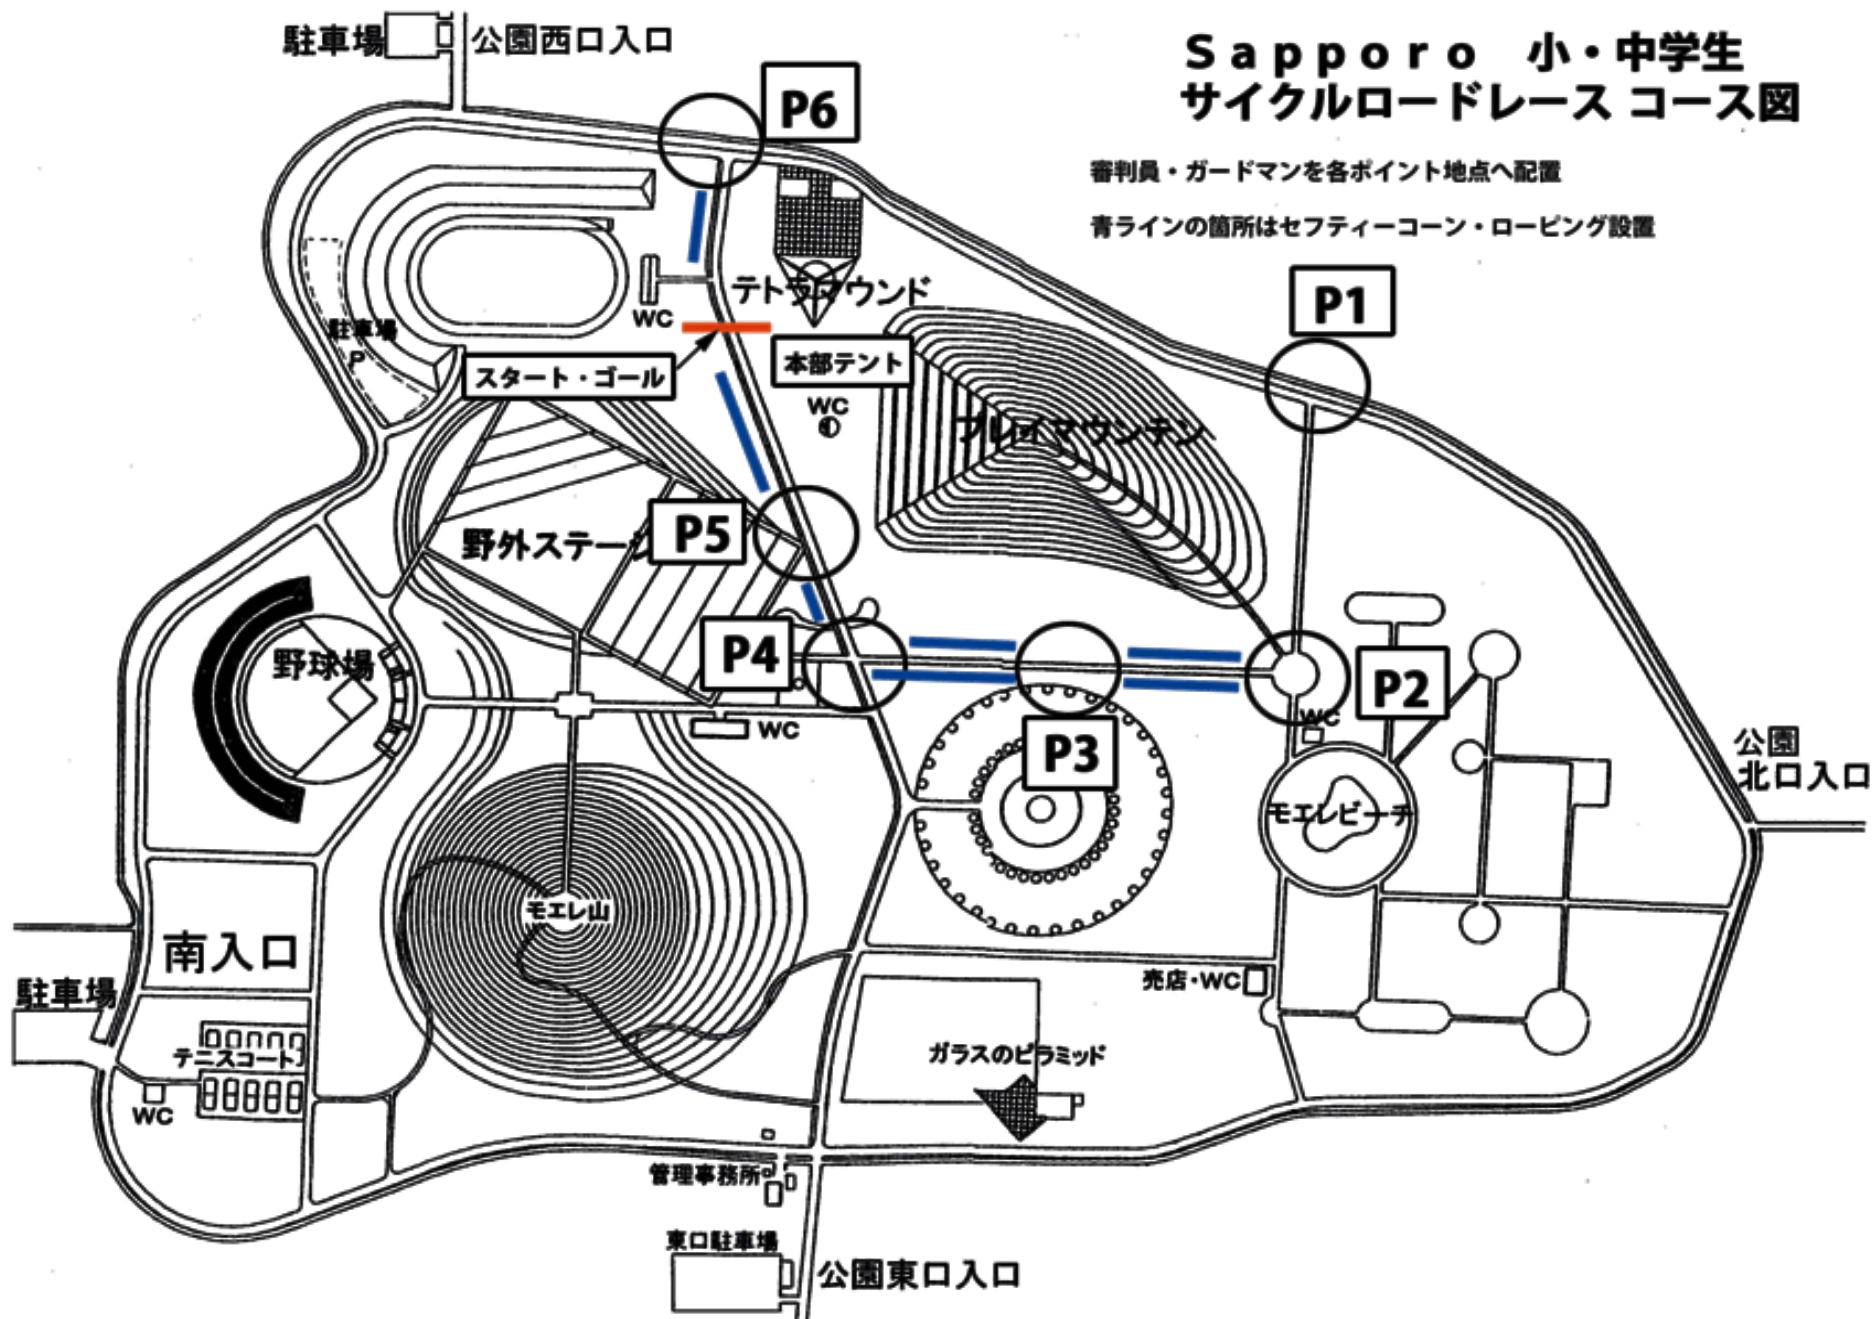 駐車場
公園西口入口
Sapporo 小・中学生
サイクルロードレース コース図
審判員・ガードマンを各ポイント地点へ配置
青ラインの箇所はセフティーコーン・ローピング設置
P6
P1
テトラマウンド
WC
駐車場
P
スタート・ゴール
本部テント
WC
プレイマウンテン
P5
野外ステージ
P4
P2
野球場
WC
WC
P3
公園
北口入口
モエレビーチ
モエレ山
南入口
駐車場
売店・WC
テニスコート
ガラスのピラミッド
WC
管理事務所
東口駐車場
公園東口入口